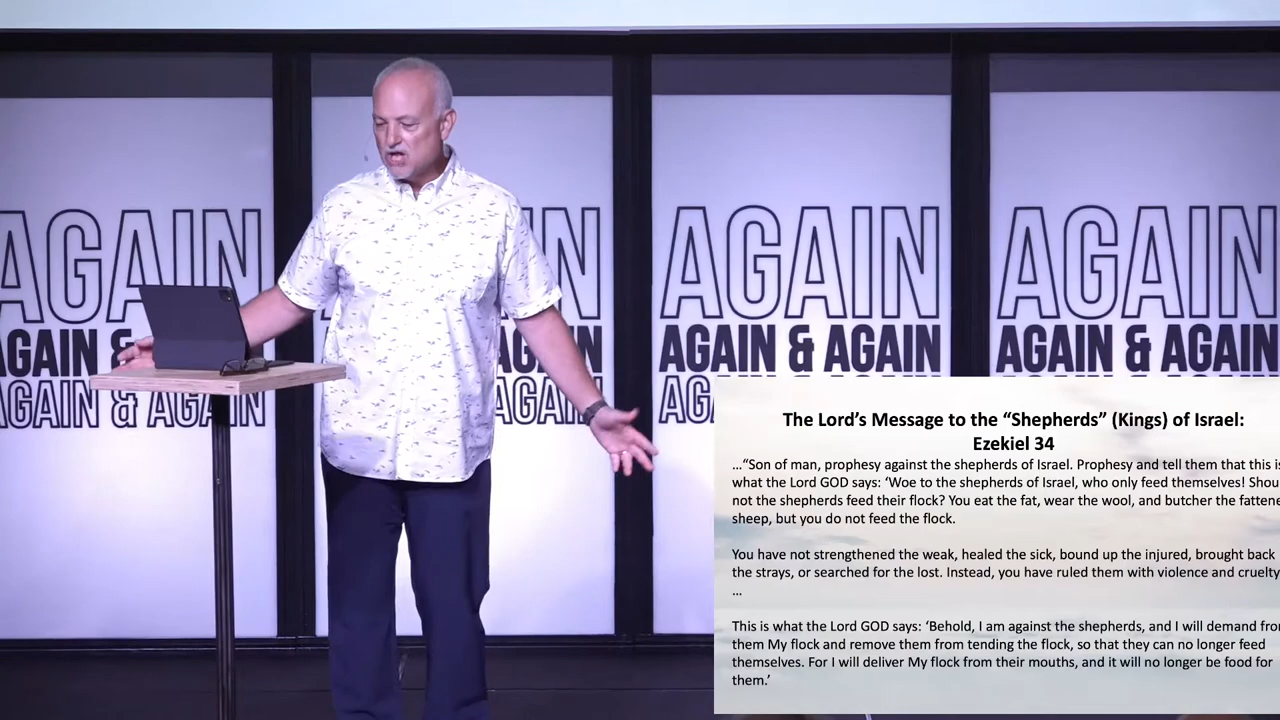 AGAIN
AGAIN &
AGAIN & AGAIN
IN
AGAIN
AGAIN
AGAIN
AGAIN & AGAIN
AGA
AGAIN
AGAIN & AGAIN
The Lord’s Message to the “Shepherds” (Kings) of Israel:
Ezekiel 34
…“Son of man, prophesy against the shepherds of Israel. Prophesy and tell them that this is
what the Lord GOD says: ‘Woe to the shepherds of Israel, who only feed themselves! Shou
not the shepherds feed their flock? You eat the fat, wear the wool, and butcher the fattene
sheep, but you do not feed the flock.
You have not strengthened the weak, healed the sick, bound up the injured, brought back
the strays, or searched for the lost. Instead, you have ruled them with violence and cruelty
…
This is what the Lord GOD says: ‘Behold, I am against the shepherds, and I will demand fro
them My flock and remove them from tending the flock, so that they can no longer feed
themselves. For I will deliver My flock from their mouths, and it will no longer be food for
them.’